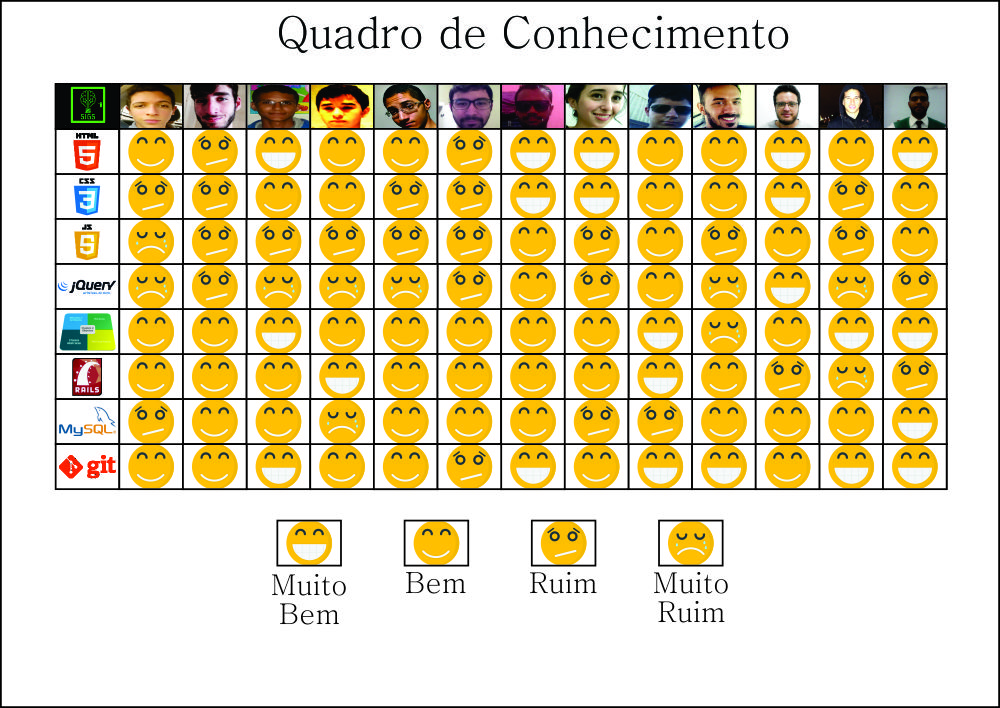 Quadro de Conhecimento
SIGS
HTML
5
CSS
3
JS
5
jQuery
RAILS
MySQL
git
Muito
Bem
Bem
Ruim
Muito
Ruim